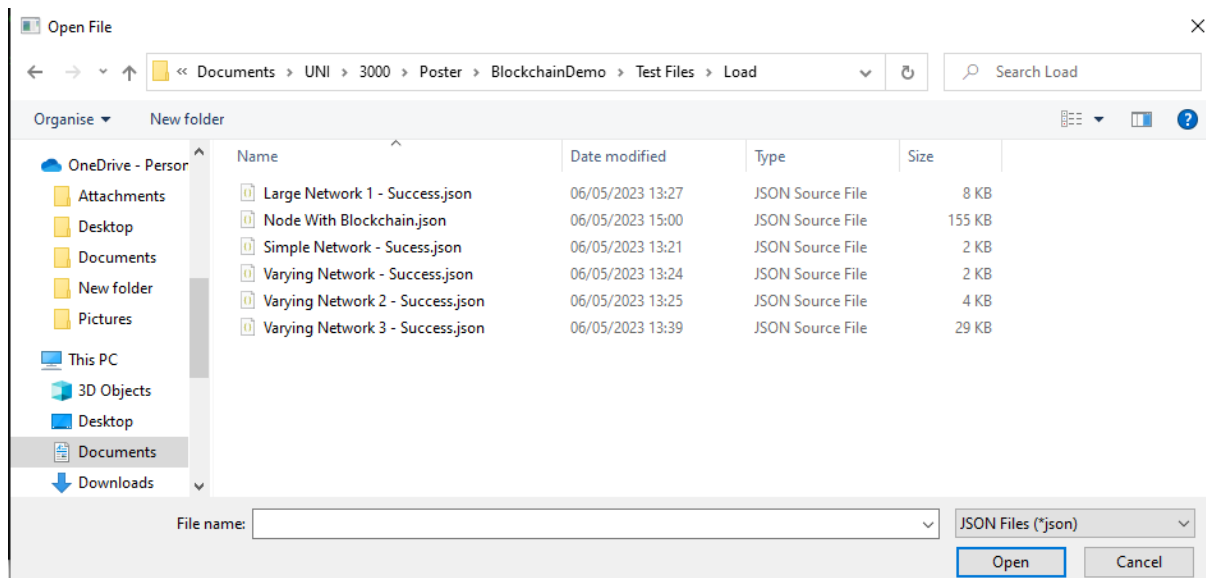 Open File
« Documents › UNI › 3000 › Poster › BlockchainDemo › Test Files › Load
Search Load
Organise New folder
OneDrive - Person
Attachments
Desktop
Documents
New folder
Pictures
This PC
3D Objects
Desktop
Documents
Downloads
Name Date modified Type Size
Large Network 1 - Success.json 06/05/2023 13:27 JSON Source File 8 KB
Node With Blockchain.json 06/05/2023 15:00 JSON Source File 155 KB
Simple Network - Sucess.json 06/05/2023 13:21 JSON Source File 2 KB
Varying Network - Success.json 06/05/2023 13:24 JSON Source File 2 KB
Varying Network 2 - Success.json 06/05/2023 13:25 JSON Source File 4 KB
Varying Network 3 - Success.json 06/05/2023 13:39 JSON Source File 29 KB
File name: JSON Files (*json)
Open Cancel